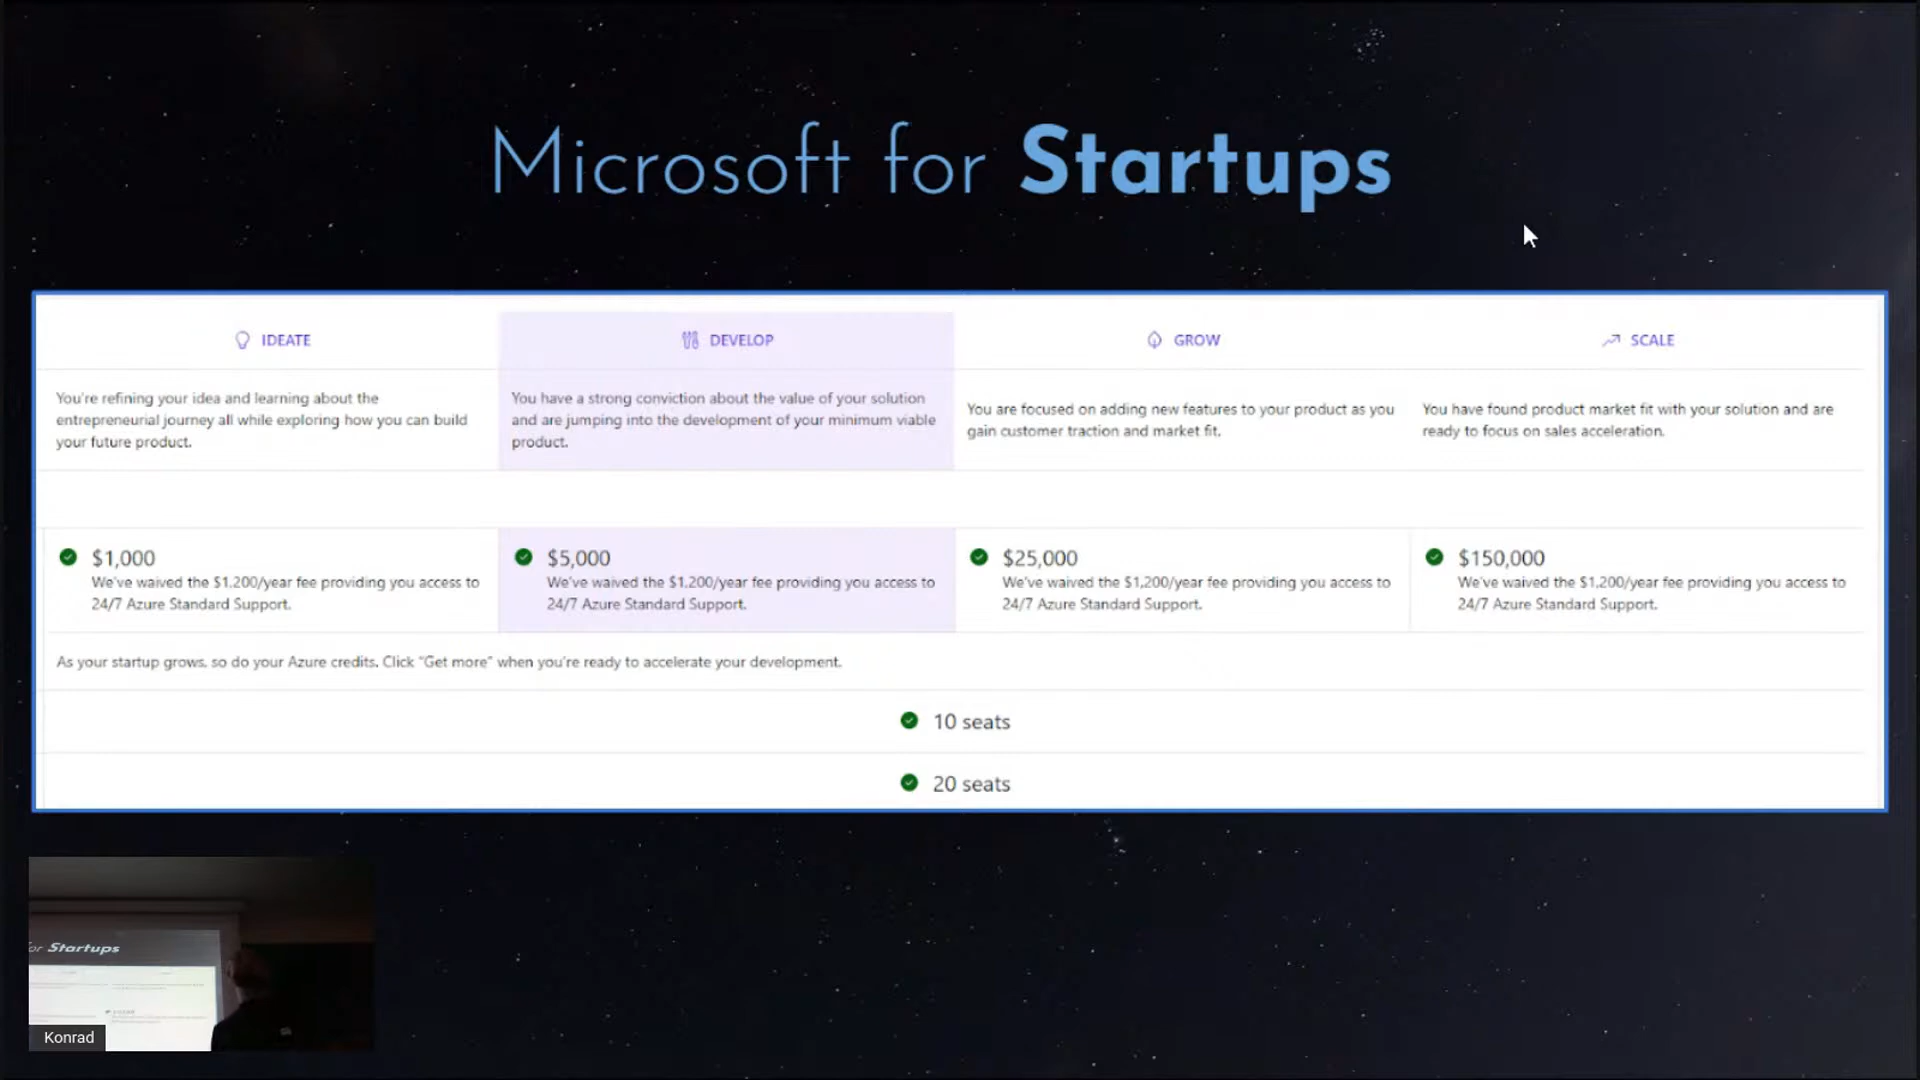 Microsoft for Startups
IDEATE
DEVELOP
GROW
SCALE
You're refining your idea and learning about the
entrepreneurial journey all while exploring how you can build
your future product.
You have a strong conviction about the value of your solution
and are jumping into the development of your minimum viable
product.
You are focused on adding new features to your product as you
gain customer traction and market fit.
You have found product market fit with your solution and are
ready to focus on sales acceleration.
$1,000
We've waived the $1,200/year fee providing you access to
24/7 Azure Standard Support.
$5,000
We've waived the $1,200/year fee providing you access to
24/7 Azure Standard Support.
$25,000
We've waived the $1,200/year fee providing you access to
24/7 Azure Standard Support.
$150,000
We've waived the $1,200/year fee providing you access to
24/7 Azure Standard Support.
As your startup grows, so do your Azure credits. Click "Get more" when you're ready to accelerate your development.
10 seats
20 seats
or Startups
Konrad